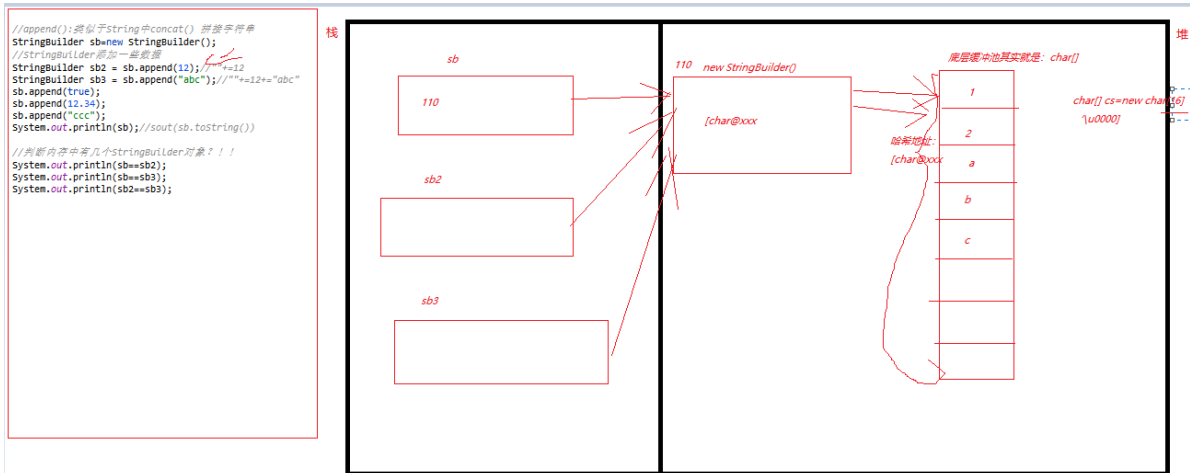 //append():类似于String中concat() 拼接字符串
StringBuilder sb=new StringBuilder();
//StringBuilder添加一些数据
StringBuilder sb2 = sb.append(12);//""+=12
StringBuilder sb3 = sb.append("abc");//""+=12+="abc"
sb.append(true);
sb.append(12.34);
sb.append("ccc");
System.out.println(sb);//sout(sb.toString())
//判断内存中有几个StringBuilder对象?!!
System.out.println(sb==sb2);
System.out.println(sb==sb3);
System.out.println(sb2==sb3);
栈
sb
110
sb2
sb3
110 new StringBuilder()
[char@xxx
底层缓冲池其实就是:char[]
1
2
a
b
c
哈希地址:
[char@xxx
堆
char[] cs=new char[16]
'\u0000]